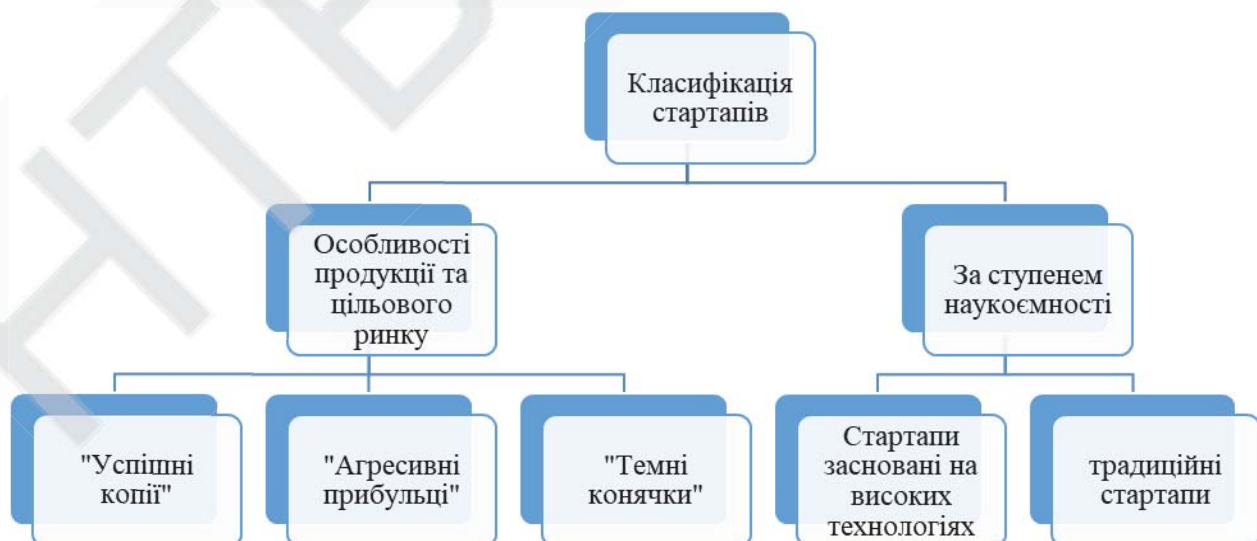 Класифікація
стартапів
Особливості
продукції та
цільового
ринку
За ступенем
наукоємності
"Успішні
копії"
"Агресивні
прибульці"
"Темні
конячки"
Стартапи
засновані на
високих
технологіях
традиційні
стартапи